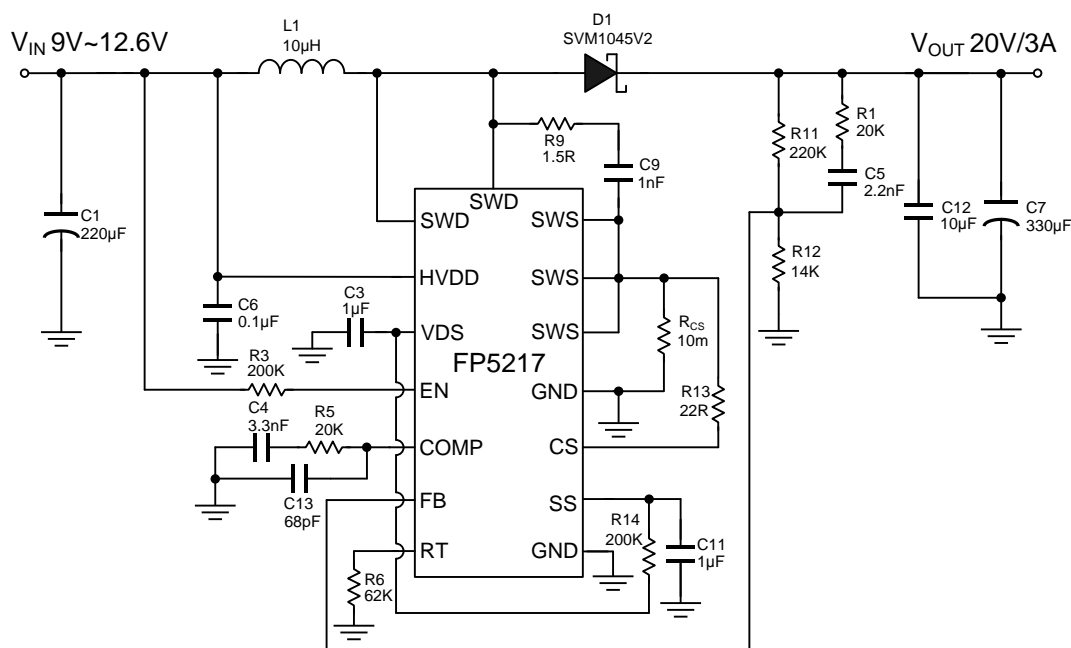 V_IN 9V~12.6V
L1
10µH
D1
SVM1045V2
V_OUT 20V/3A
R9
1.5R
C9
1nF
R11
220K
R1
20K
C5
2.2nF
C1
220µF
C12
10µF
C7
330µF
R12
14K
SWD
SWD
SWS
HVDD
SWS
C6
0.1µF
C3
1µF
VDS
SWS
R_CS
10m
FP5217
R3
200K
EN
GND
R13
22R
C4
3.3nF
R5
20K
COMP
CS
C13
68pF
FB
SS
R14
200K
C11
1µF
RT
GND
R6
62K